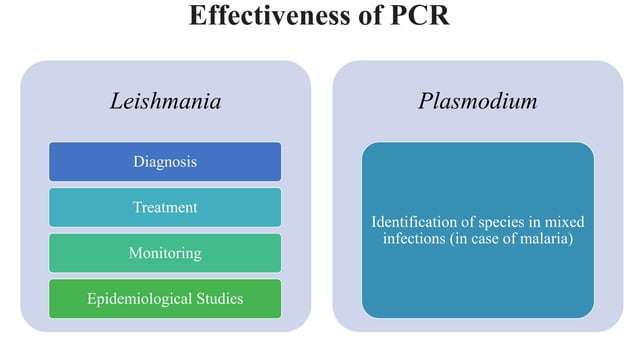 Effectiveness of PCR
Leishmania
Diagnosis
Treatment
Monitoring
Epidemiological Studies
Plasmodium
Identification of species in mixed
infections (in case of malaria)